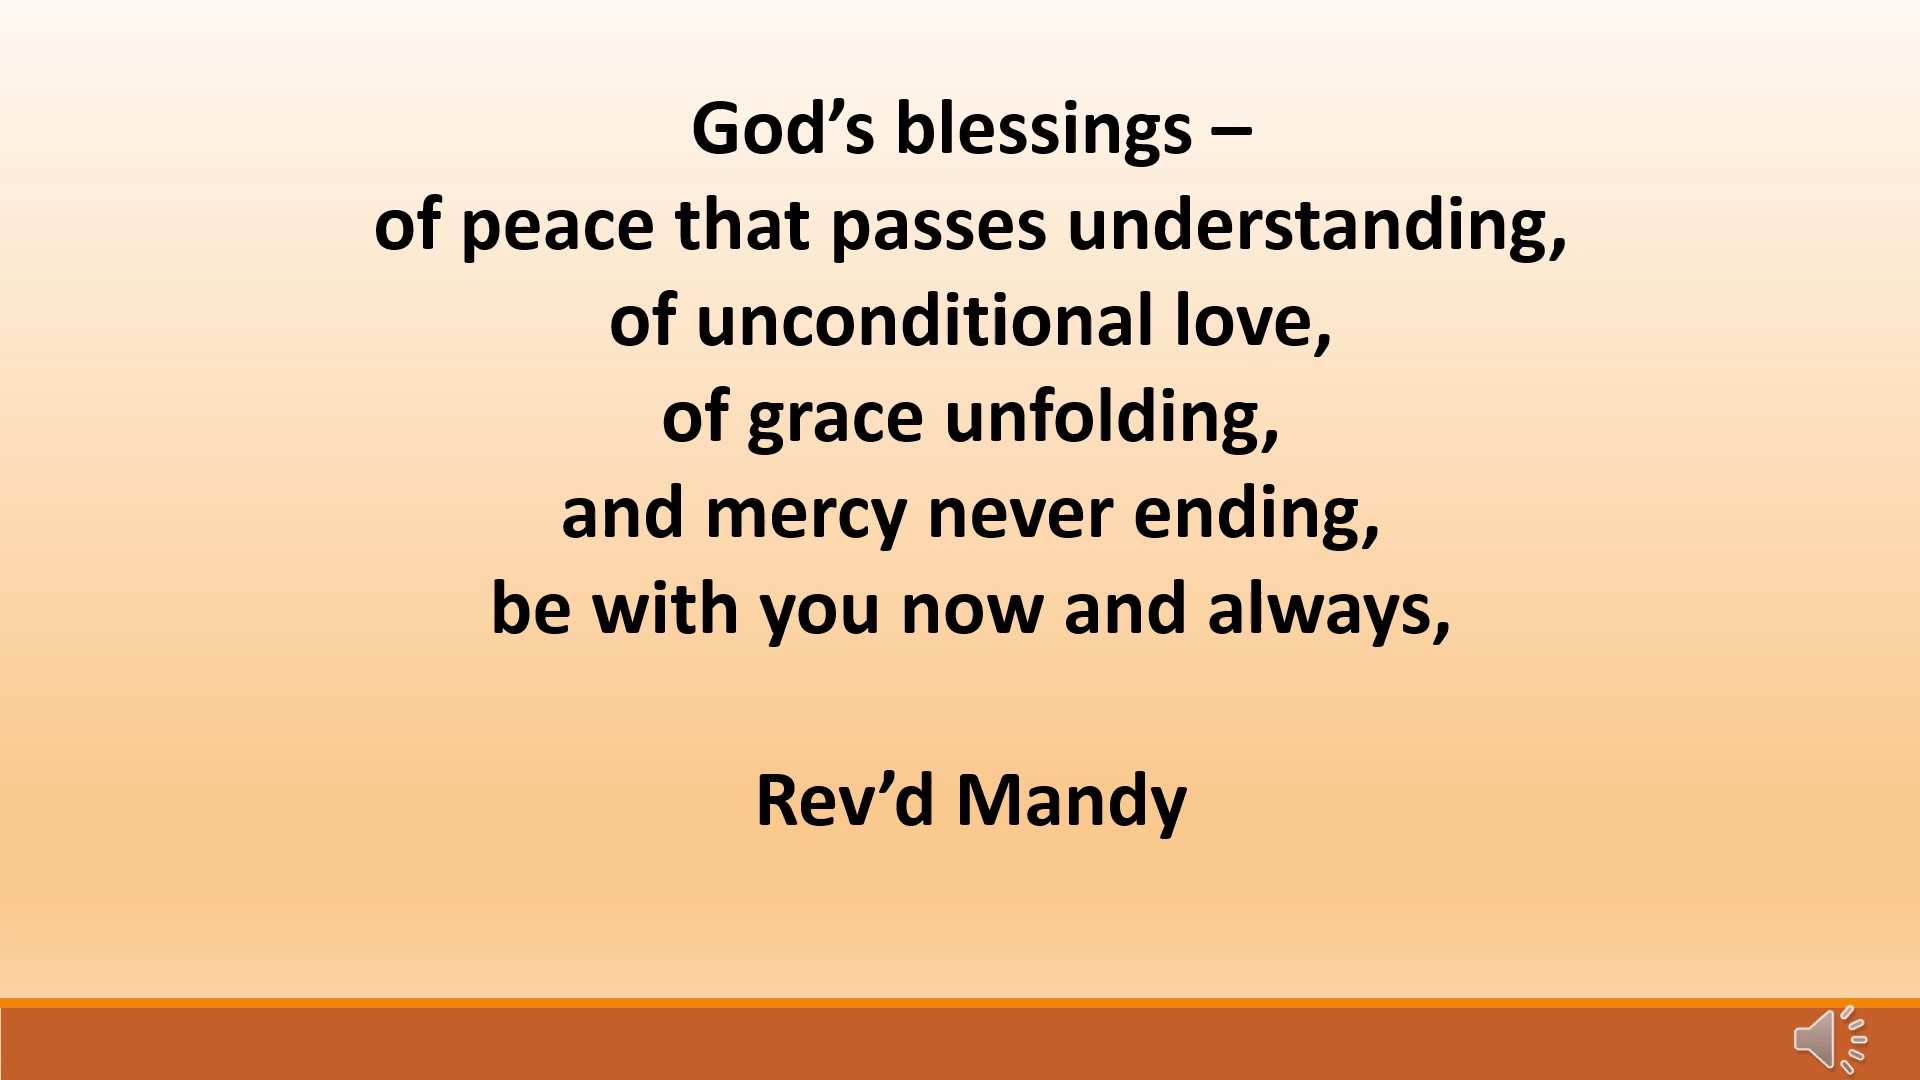 God’s blessings –
of peace that passes understanding,
of unconditional love,
of grace unfolding,
and mercy never ending,
be with you now and always,
Rev’d Mandy